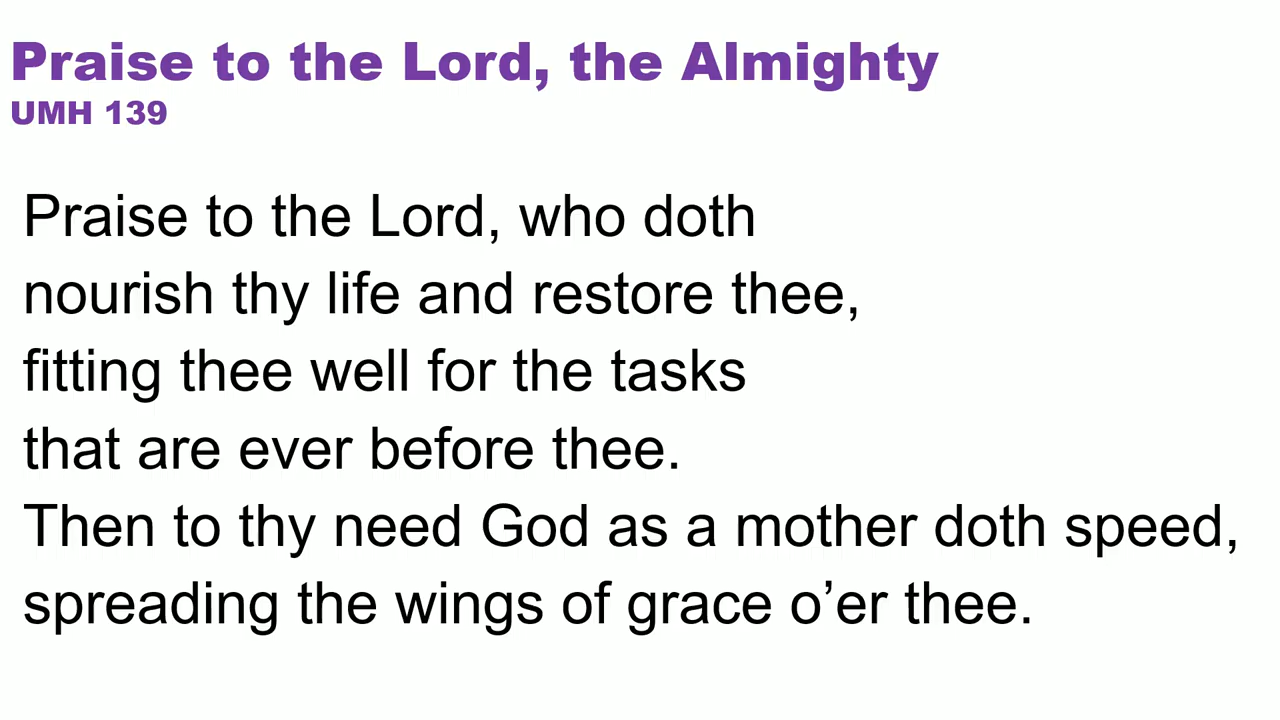 Praise to the Lord, the Almighty
UMH 139
Praise to the Lord, who doth
nourish thy life and restore thee,
fitting thee well for the tasks
that are ever before thee.
Then to thy need God as a mother doth speed,
spreading the wings of grace o’er thee.